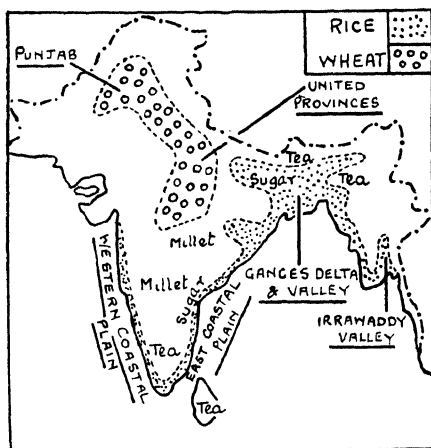 RICE
WHEAT
PUNJAB
UNITED
PROVINCES
Tea
Sugar
Tea
Millet
Millet
Sugar
GANGES DELTA
& VALLEY
IRRAWADDY
VALLEY
WESTERN COASTAL
PLAIN
EAST COASTAL
PLAIN
Tea
Tea